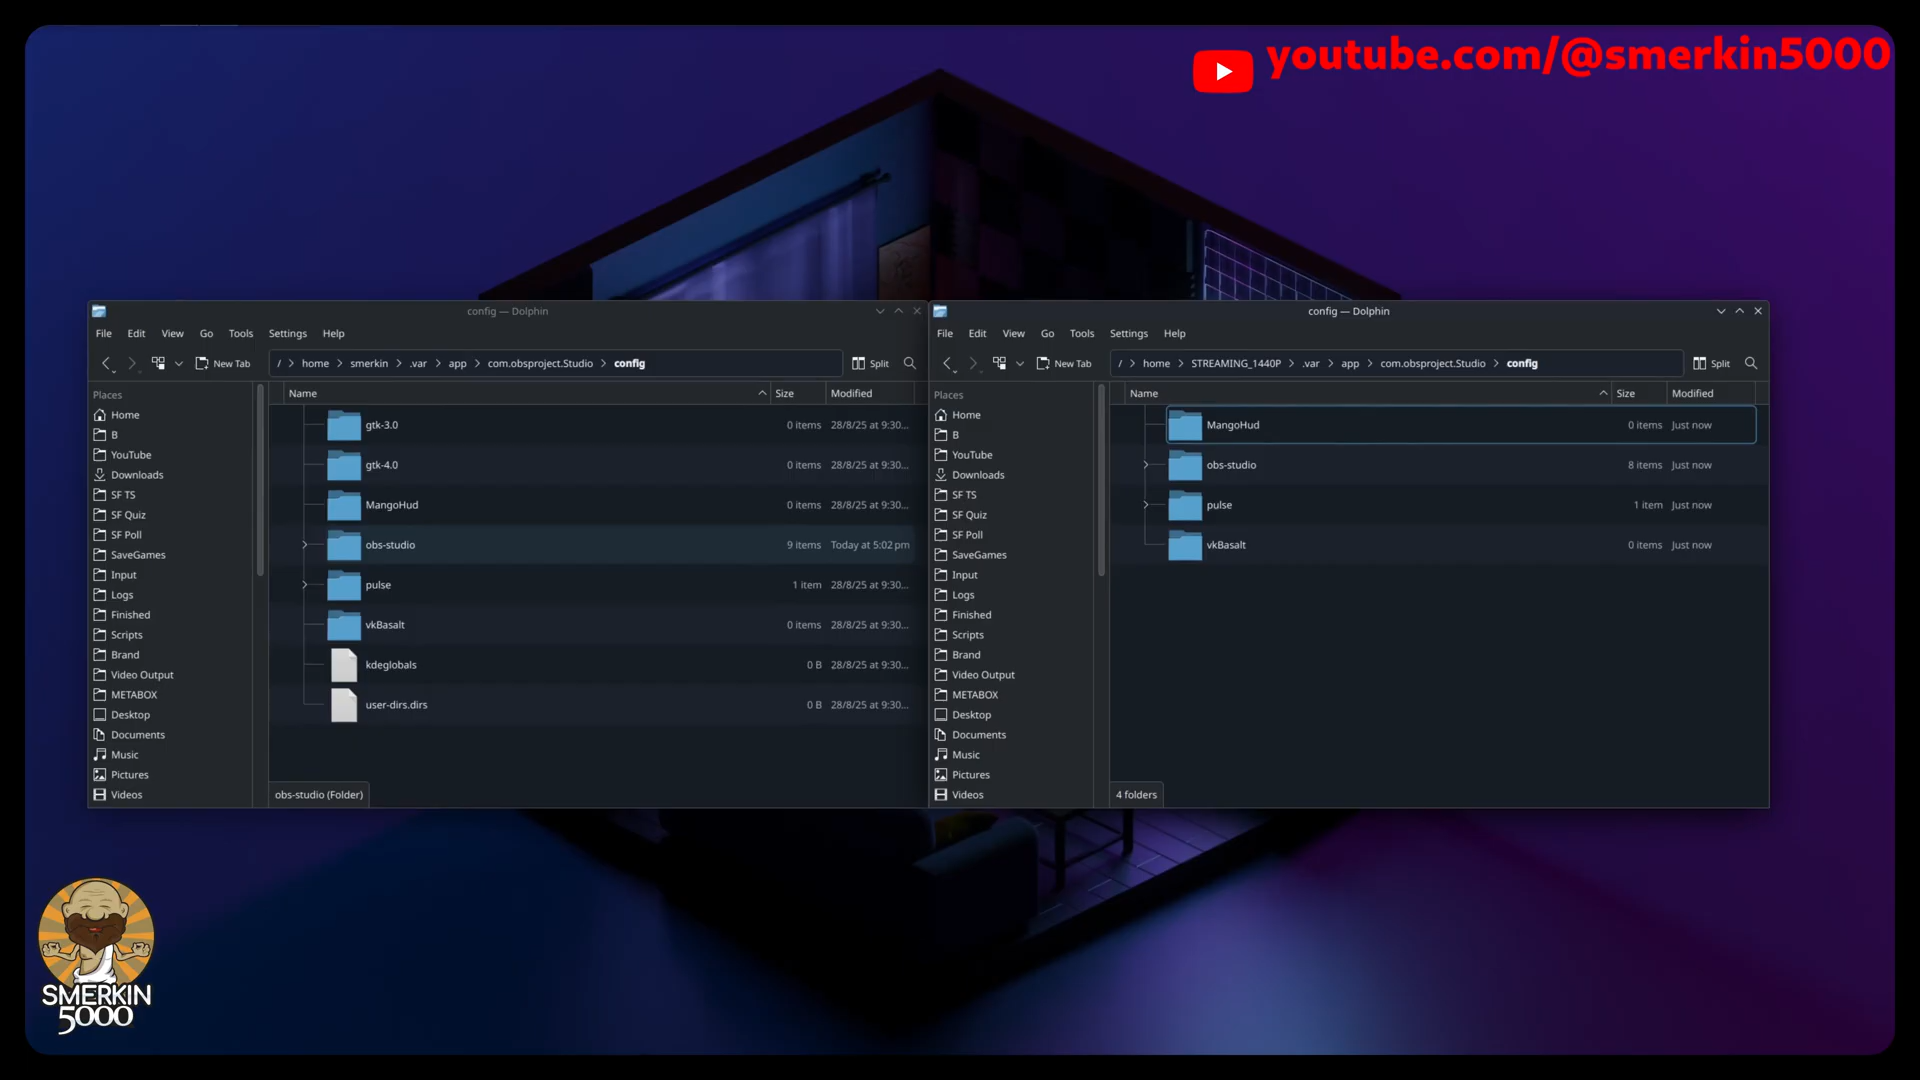 youtube.com/@smerkin5000
config — Dolphin
File Edit View Go Tools Settings Help
New Tab / > home > smerkin > .var > app > com.obsproject.Studio > config Split
Places
Home
B
YouTube
Downloads
SF TS
SF Quiz
SF Poll
SaveGames
Input
Logs
Finished
Scripts
Brand
Video Output
METABOX
Desktop
Documents
Music
Pictures
Videos
Name Size Modified
gtk-3.0 0 items 28/8/25 at 9:30...
gtk-4.0 0 items 28/8/25 at 9:30...
MangoHud 0 items 28/8/25 at 9:30...
obs-studio 9 items Today at 5:02 pm
pulse 1 item 28/8/25 at 9:30...
vkBasalt 0 items 28/8/25 at 9:30...
kdeglobals 0 B 28/8/25 at 9:30...
user-dirs.dirs 0 B 28/8/25 at 9:30...
obs-studio (Folder)
config — Dolphin
File Edit View Go Tools Settings Help
New Tab / > home > STREAMING_1440P > .var > app > com.obsproject.Studio > config Split
Places
Home
B
YouTube
Downloads
SF TS
SF Quiz
SF Poll
SaveGames
Input
Logs
Finished
Scripts
Brand
Video Output
METABOX
Desktop
Documents
Music
Pictures
Videos
Name Size Modified
MangoHud 0 items Just now
obs-studio 8 items Just now
pulse 1 item Just now
vkBasalt 0 items Just now
4 folders
SMERKIN
5000